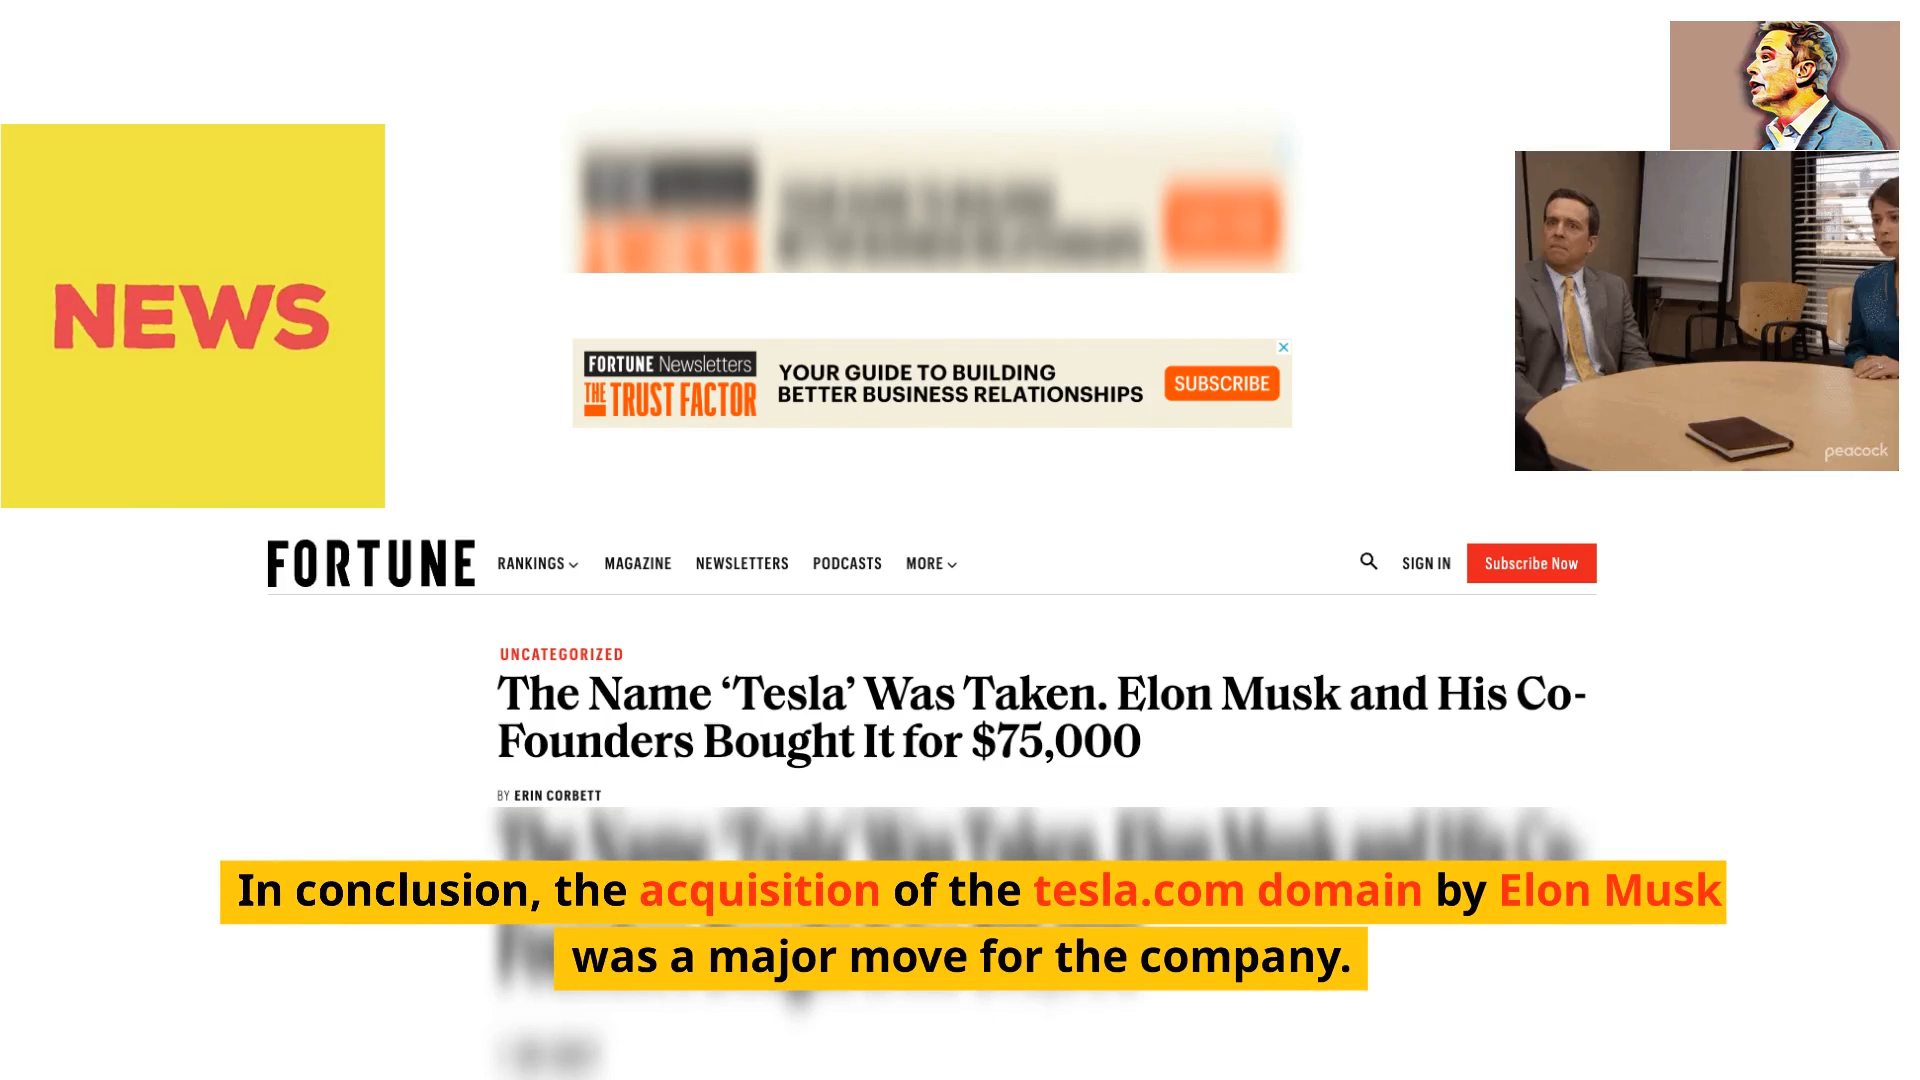 NEWS
FORTUNE Newsletters
THE TRUST FACTOR
YOUR GUIDE TO BUILDING
BETTER BUSINESS RELATIONSHIPS
SUBSCRIBE
peacock
FORTUNE RANKINGS MAGAZINE NEWSLETTERS PODCASTS MORE SIGN IN Subscribe Now
UNCATEGORIZED
The Name ‘Tesla’ Was Taken. Elon Musk and His Co-
Founders Bought It for $75,000
BY ERIN CORBETT
In conclusion, the acquisition of the tesla.com domain by Elon Musk
was a major move for the company.